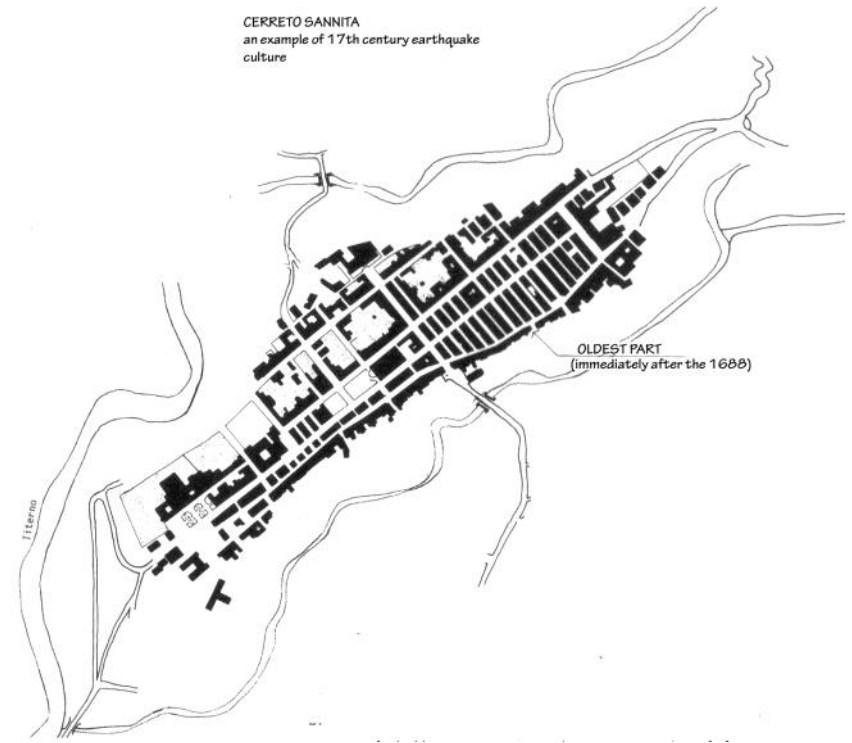 CERRETO SANNITA
an example of 17th century earthquake
culture
OLDEST PART
(immediately after the 1688)
Titerno